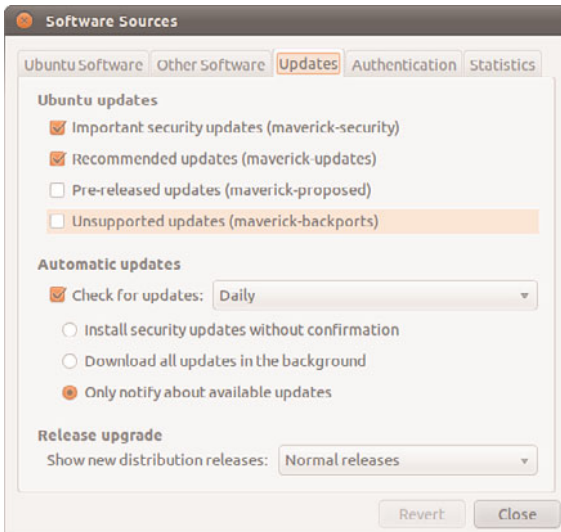 Software Sources
Ubuntu Software Other Software Updates Authentication Statistics
Ubuntu updates
Important security updates (maverick-security)
Recommended updates (maverick-updates)
Pre-released updates (maverick-proposed)
Unsupported updates (maverick-backports)
Automatic updates
Check for updates: Daily
Install security updates without confirmation
Download all updates in the background
Only notify about available updates
Release upgrade
Show new distribution releases: Normal releases
Revert Close